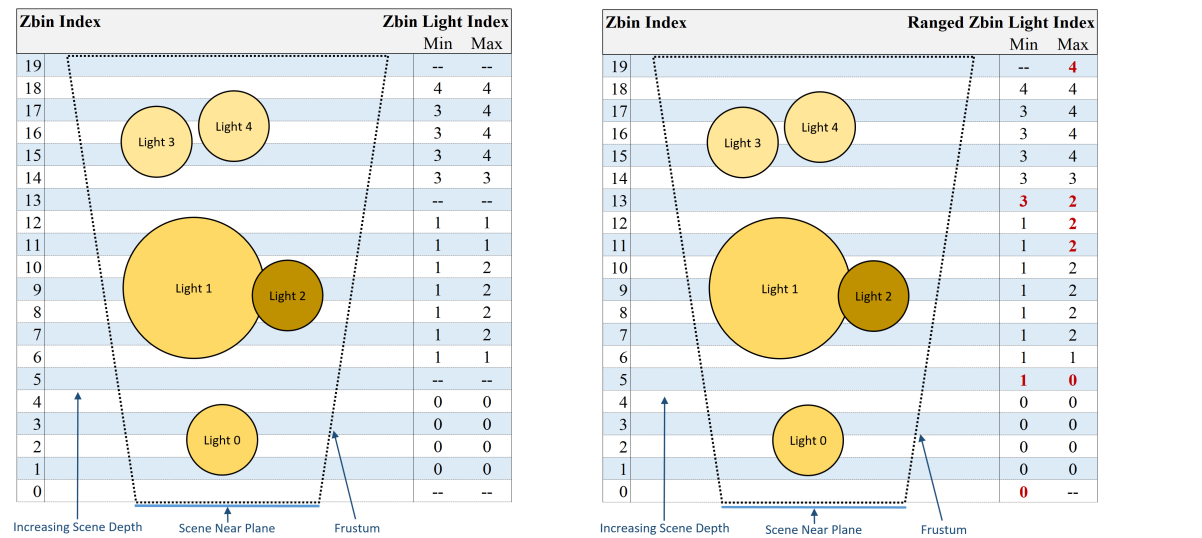 Zbin Index Zbin Light Index
Min Max
19 -- --
18 4 4
17 3 4
16 3 4
15 3 4
14 3 3
13 -- --
12 1 1
11 1 1
10 1 2
9 1 2
8 1 2
7 1 2
6 1 1
5 -- --
4 0 0
3 0 0
2 0 0
1 0 0
0 -- --
Light 4
Light 3
Light 1
Light 2
Light 0
Increasing Scene Depth Scene Near Plane Frustum
Zbin Index Ranged Zbin Light Index
Min Max
19 -- 4
18 4 4
17 3 4
16 3 4
15 3 4
14 3 3
13 3 2
12 1 2
11 1 2
10 1 2
9 1 2
8 1 2
7 1 2
6 1 1
5 1 0
4 0 0
3 0 0
2 0 0
1 0 0
0 0 --
Light 4
Light 3
Light 1
Light 2
Light 0
Increasing Scene Depth Scene Near Plane Frustum